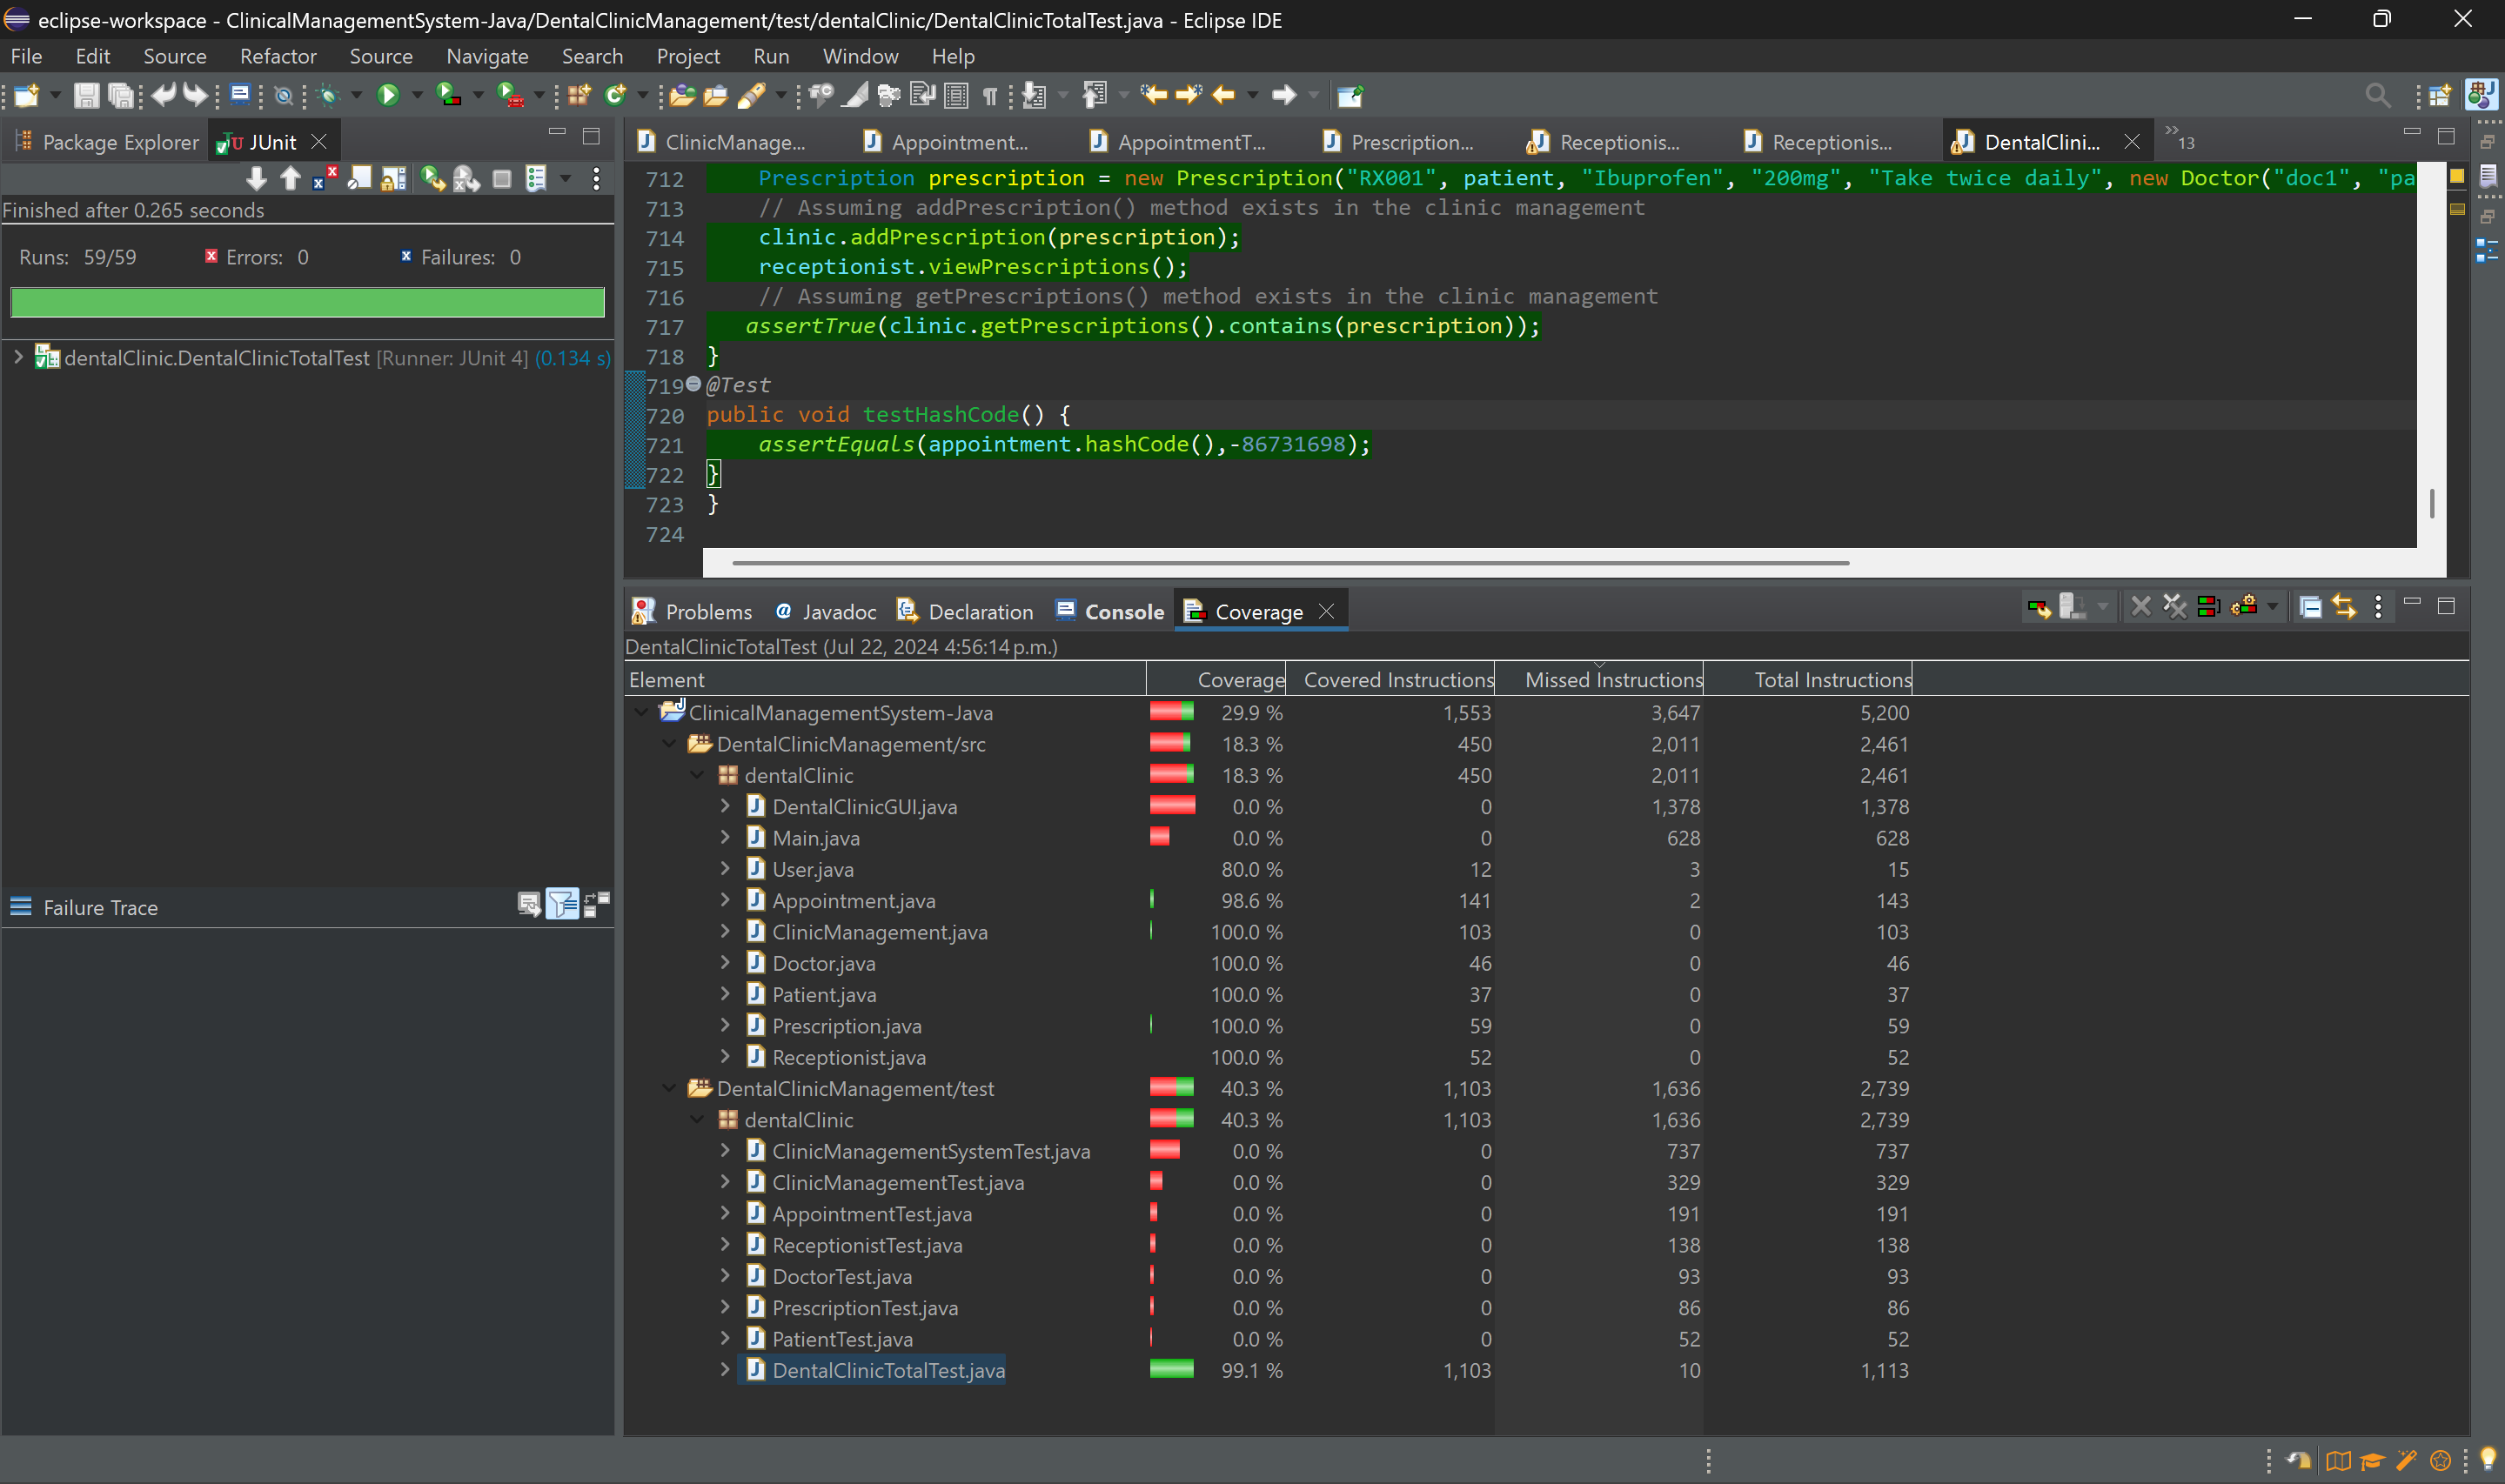 eclipse-workspace - ClinicalManagementSystem-Java/DentalClinicManagement/test/dentalClinic/DentalClinicTotalTest.java - Eclipse IDE
File Edit Source Refactor Source Navigate Search Project Run Window Help
Package Explorer JUnit
Finished after 0.265 seconds
Runs: 59/59 Errors: 0 Failures: 0
dentalClinic.DentalClinicTotalTest [Runner: JUnit 4] (0.134 s)
Failure Trace
ClinicManage... Appointment... AppointmentT... Prescription... Receptionis... Receptionis... DentalClini... 13
712 Prescription prescription = new Prescription("RX001", patient, "Ibuprofen", "200mg", "Take twice daily", new Doctor("doc1", "pa
713 // Assuming addPrescription() method exists in the clinic management
714 clinic.addPrescription(prescription);
715 receptionist.viewPrescriptions();
716 // Assuming getPrescriptions() method exists in the clinic management
717 assertTrue(clinic.getPrescriptions().contains(prescription));
718 }
719 @Test
720 public void testHashCode() {
721 assertEquals(appointment.hashCode(),-86731698);
722 }
723 }
724
Problems Javadoc Declaration Console Coverage
DentalClinicTotalTest (Jul 22, 2024 4:56:14 p.m.)
Element Coverage Covered Instructions Missed Instructions Total Instructions
ClinicalManagementSystem-Java 29.9 % 1,553 3,647 5,200
DentalClinicManagement/src 18.3 % 450 2,011 2,461
dentalClinic 18.3 % 450 2,011 2,461
DentalClinicGUI.java 0.0 % 0 1,378 1,378
Main.java 0.0 % 0 628 628
User.java 80.0 % 12 3 15
Appointment.java 98.6 % 141 2 143
ClinicManagement.java 100.0 % 103 0 103
Doctor.java 100.0 % 46 0 46
Patient.java 100.0 % 37 0 37
Prescription.java 100.0 % 59 0 59
Receptionist.java 100.0 % 52 0 52
DentalClinicManagement/test 40.3 % 1,103 1,636 2,739
dentalClinic 40.3 % 1,103 1,636 2,739
ClinicManagementSystemTest.java 0.0 % 0 737 737
ClinicManagementTest.java 0.0 % 0 329 329
AppointmentTest.java 0.0 % 0 191 191
ReceptionistTest.java 0.0 % 0 138 138
DoctorTest.java 0.0 % 0 93 93
PrescriptionTest.java 0.0 % 0 86 86
PatientTest.java 0.0 % 0 52 52
DentalClinicTotalTest.java 99.1 % 1,103 10 1,113